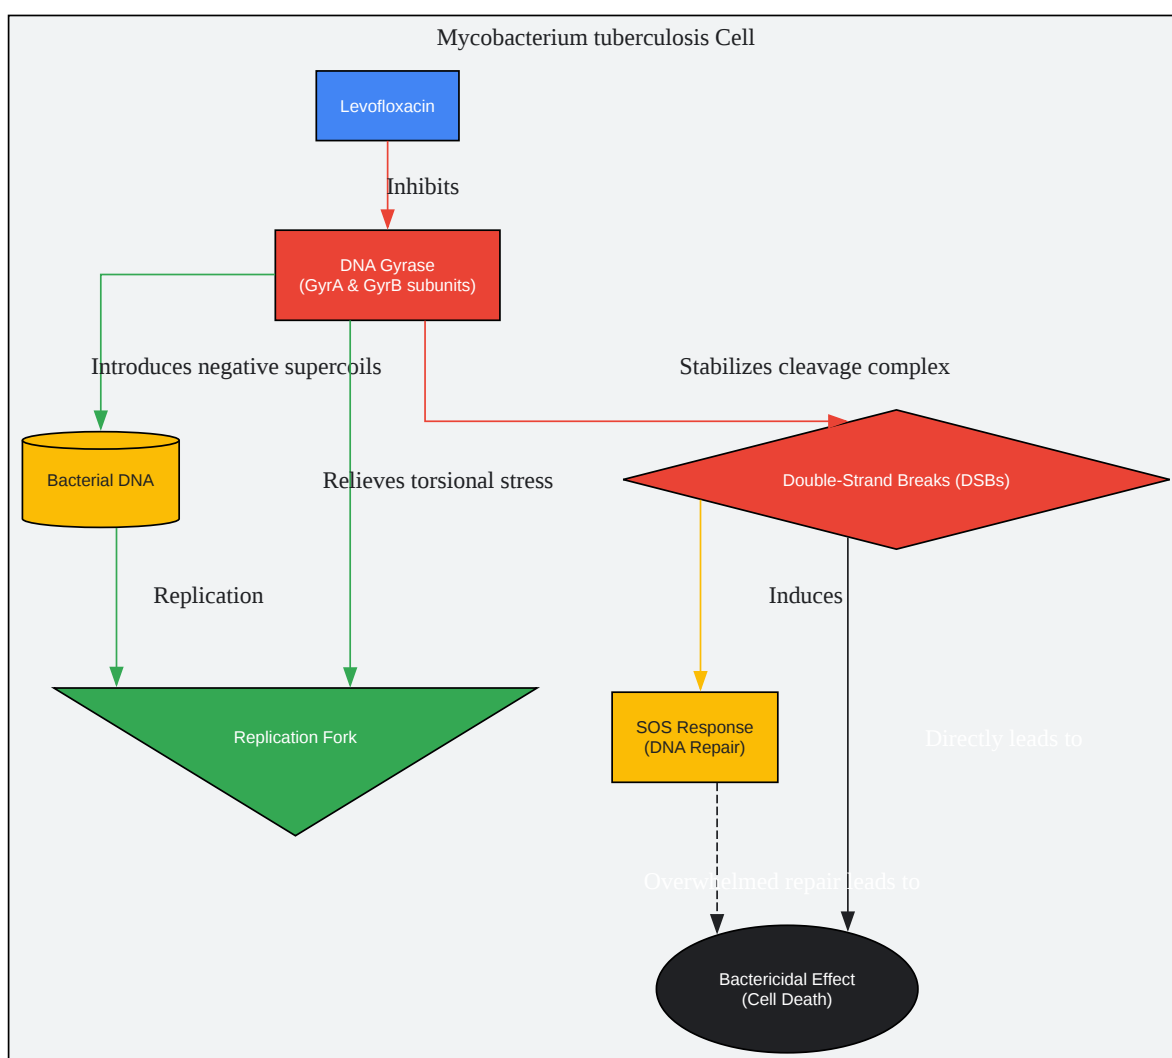 Mycobacterium tuberculosis Cell
Levofloxacin
Inhibits
DNA Gyrase
(GyrA & GyrB subunits)
Introduces negative supercoils
Stabilizes cleavage complex
Bacterial DNA
Relieves torsional stress
Double-Strand Breaks (DSBs)
Replication
Induces
Replication Fork
SOS Response
(DNA Repair)
Directly leads to
Overwhelmed repair leads to
Bactericidal Effect
(Cell Death)